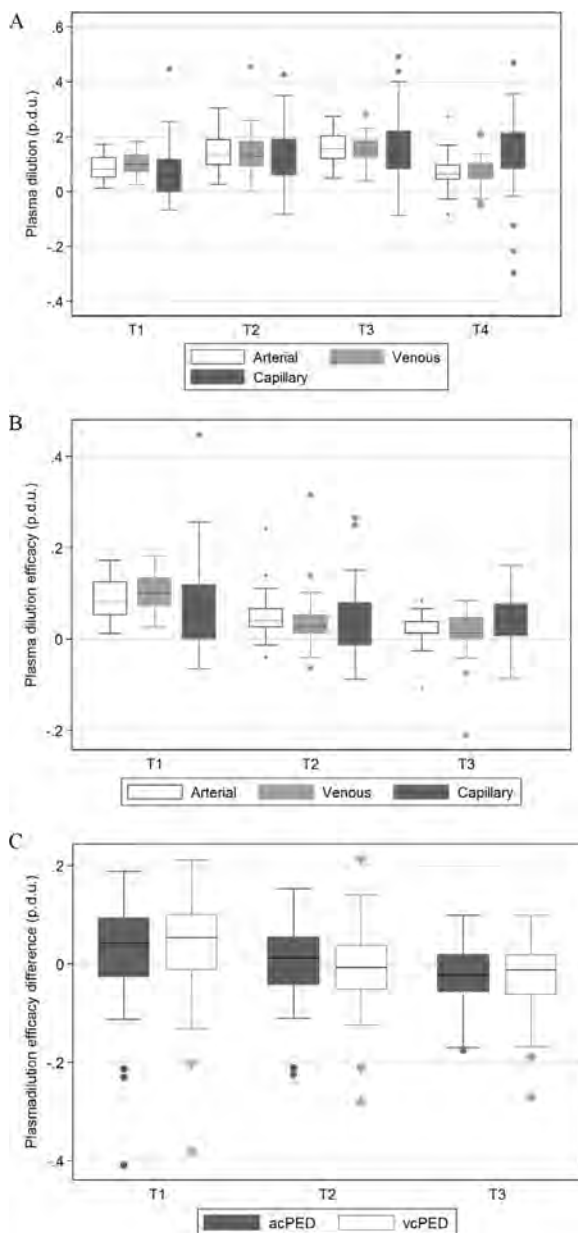 A
Plasma dilution (p.d.u.)
.6
.4
.2
0
-.2
-.4
T1 T2 T3 T4
Arterial Venous
Capillary
B
Plasma dilution efficacy (p.d.u.)
.4
.2
0
-.2
T1 T2 T3
Arterial Venous Capillary
C
Plasmadilution efficacy difference (p.d.u.)
.2
0
-.2
-.4
T1 T2 T3
acPED vcPED